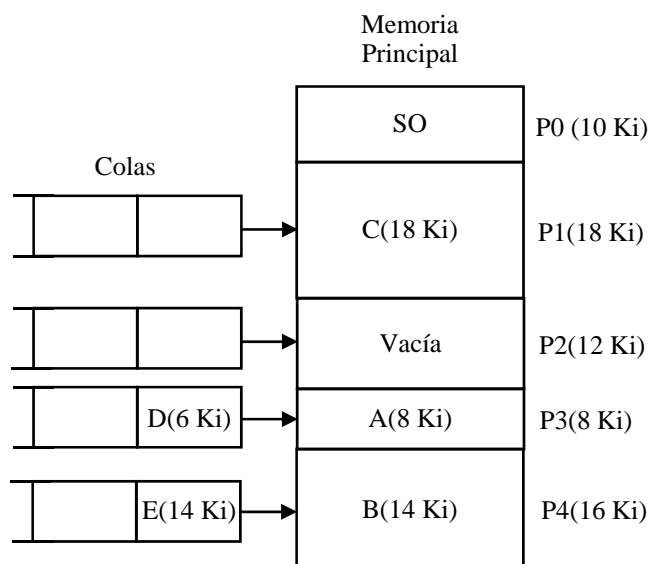 Memoria
Principal
SO
P0 (10 Ki)
Colas
C(18 Ki)
P1(18 Ki)
Vacía
P2(12 Ki)
D(6 Ki)
A(8 Ki)
P3(8 Ki)
E(14 Ki)
B(14 Ki)
P4(16 Ki)